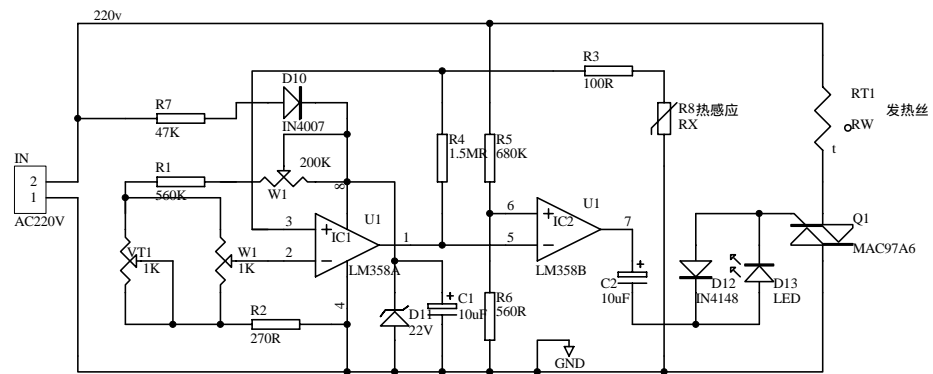 220v
D10
IN4007
R7
47K
R3
100R
R8热感应
RX
RT1
发热丝
RW
t
R4
1.5MR
R5
680K
IN
2
1
AC220V
R1
560K
200K
W1
8
3
2
IC1
U1
1
LM358A
4
6
5
IC2
U1
7
LM358B
Q1
MAC97A6
VT1
1K
W1
1K
R2
270R
D11
22V
C1
10uF
R6
560R
C2
10uF
D12
IN4148
D13
LED
GND